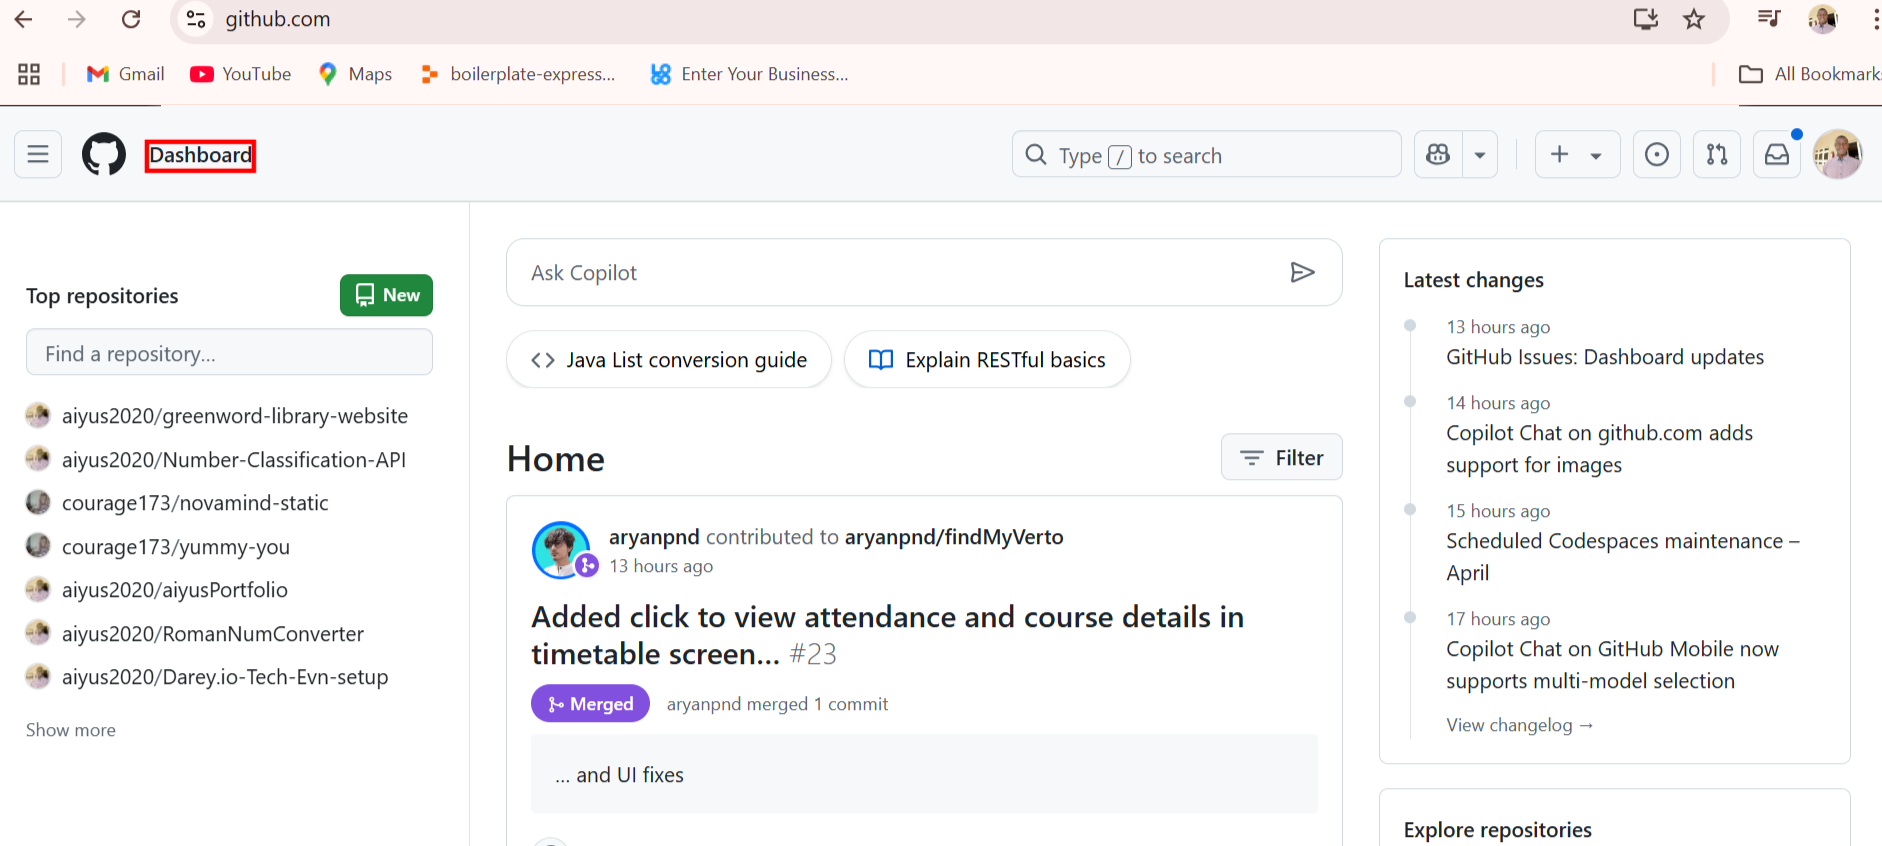 github.com
Gmail
YouTube
Maps
boilerplate-express...
Enter Your Business...
All Bookmarks
Dashboard
Type / to search
Top repositories
New
Find a repository...
aiyus2020/greenword-library-website
aiyus2020/Number-Classification-API
courage173/novamind-static
courage173/yummy-you
aiyus2020/aiyusPortfolio
aiyus2020/RomanNumConverter
aiyus2020/Darey.io-Tech-Evn-setup
Show more
Ask Copilot
Java List conversion guide
Explain RESTful basics
Home
Filter
aryanpnd contributed to aryanpnd/findMyVerto
13 hours ago
Added click to view attendance and course details in
timetable screen... #23
Merged
aryanpnd merged 1 commit
... and UI fixes
Latest changes
13 hours ago
GitHub Issues: Dashboard updates
14 hours ago
Copilot Chat on github.com adds
support for images
15 hours ago
Scheduled Codespaces maintenance –
April
17 hours ago
Copilot Chat on GitHub Mobile now
supports multi-model selection
View changelog →
Explore repositories